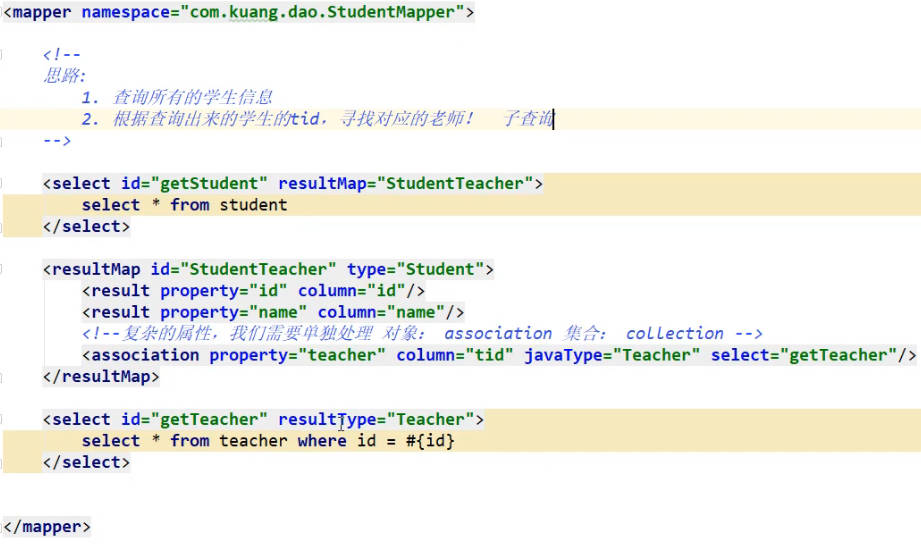 <mapper namespace="com.kuang.dao.StudentMapper">
<!--
思路:
1. 查询所有的学生信息
2. 根据查询出来的学生的tid，寻找对应的老师！ 子查询
-->
<select id="getStudent" resultMap="StudentTeacher">
select * from student
</select>
<resultMap id="StudentTeacher" type="Student">
<result property="id" column="id"/>
<result property="name" column="name"/>
<!--复杂的属性，我们需要单独处理 对象： association 集合： collection -->
<association property="teacher" column="tid" javaType="Teacher" select="getTeacher"/>
</resultMap>
<select id="getTeacher" resultType="Teacher">
select * from teacher where id = #{id}
</select>
</mapper>